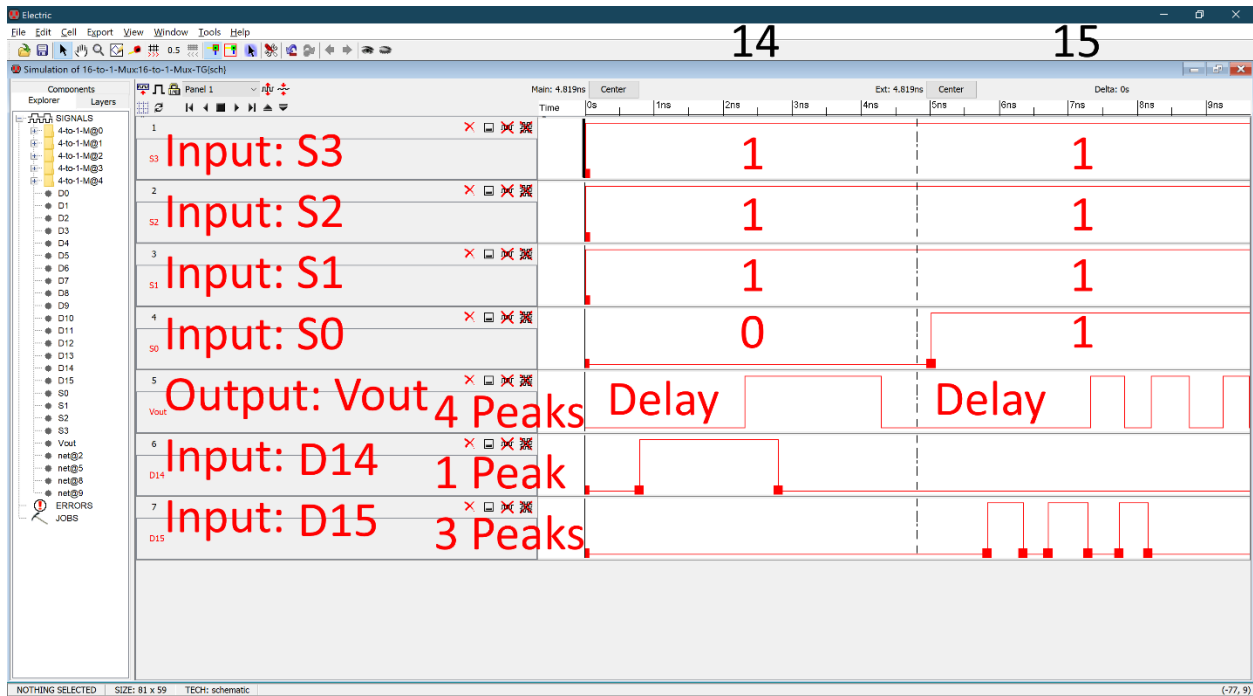 Electric
File Edit Cell Export View Window Tools Help
0.5
14 15
Simulation of 16-to-1-Mux:16-to-1-Mux-TG{sch}
Components
Explorer Layers
Panel 1
Main: 4.819ns Center Ext: 4.819ns Center Delta: 0s
Time 0s 1ns 2ns 3ns 4ns 5ns 6ns 7ns 8ns 9ns
SIGNALS
4-to-1-M@0
4-to-1-M@1
4-to-1-M@2
4-to-1-M@3
4-to-1-M@4
D0
D1
D2
D3
D4
D5
D6
D7
D8
D9
D10
D11
D12
D13
D14
D15
S0
S1
S2
S3
Vout
net@2
net@5
net@8
net@9
ERRORS
JOBS
1
S3 Input: S3 1 1
2
S2 Input: S2 1 1
3
S1 Input: S1 1 1
4
S0 Input: S0 0 1
5
Vout Output: Vout 4 Peaks Delay Delay
6
D14 Input: D14 1 Peak
7
D15 Input: D15 3 Peaks
NOTHING SELECTED SIZE: 81 x 59 TECH: schematic (-77, 9)